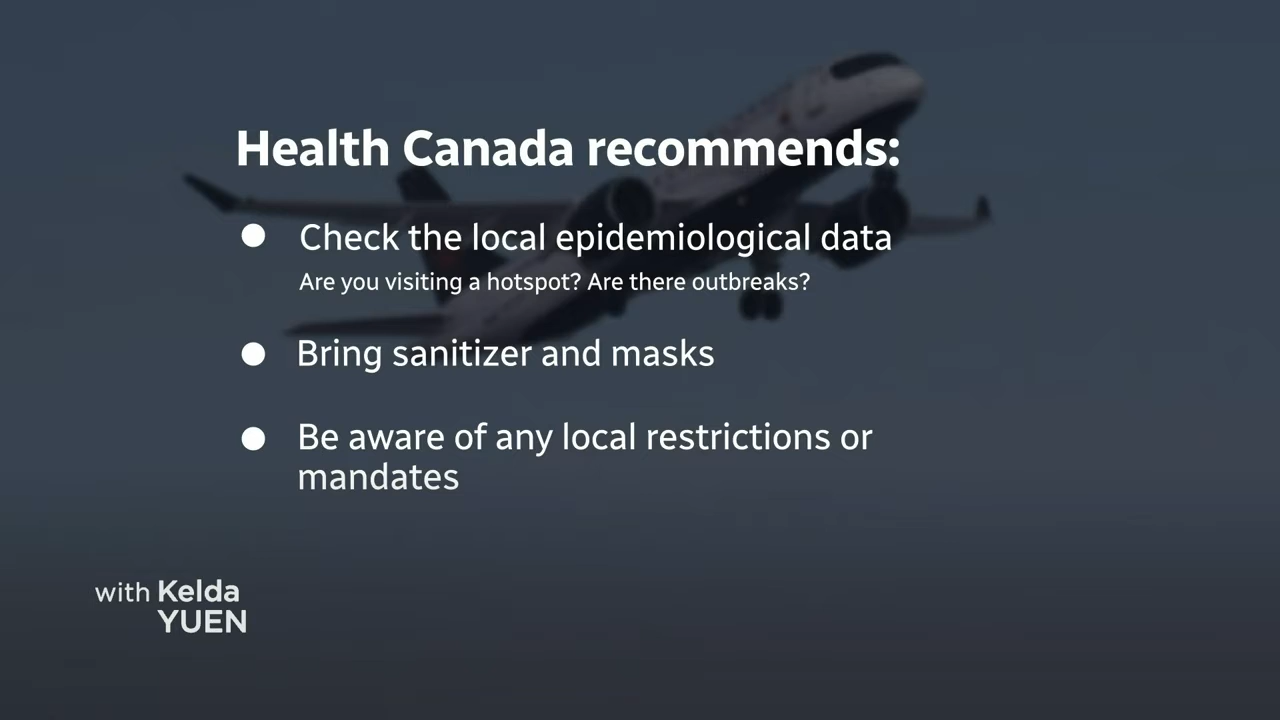 Health Canada recommends:
Check the local epidemiological data
Are you visiting a hotspot? Are there outbreaks?
Bring sanitizer and masks
Be aware of any local restrictions or
mandates
with Kelda
YUEN